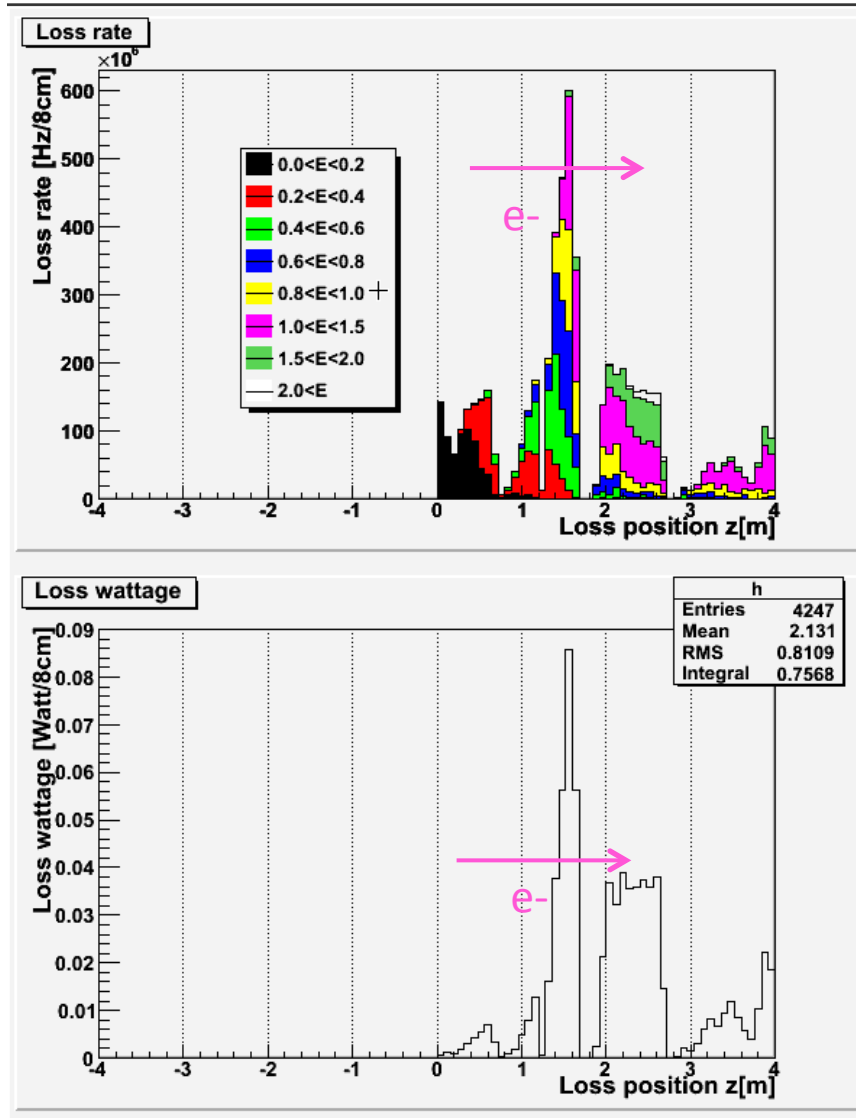 Loss rate
×10⁶
Loss rate [Hz/8cm]
600
500
400
300
200
100
0
0.0<E<0.2
0.2<E<0.4
0.4<E<0.6
0.6<E<0.8
0.8<E<1.0
1.0<E<1.5
1.5<E<2.0
2.0<E
e-
-4 -3 -2 -1 0 1 2 3 4
Loss position z[m]
Loss wattage
h
Entries 4247
Mean 2.131
RMS 0.8109
Integral 0.7568
Loss wattage [Watt/8cm]
0.09
0.08
0.07
0.06
0.05
0.04
0.03
0.02
0.01
0
e-
-4 -3 -2 -1 0 1 2 3 4
Loss position z[m]